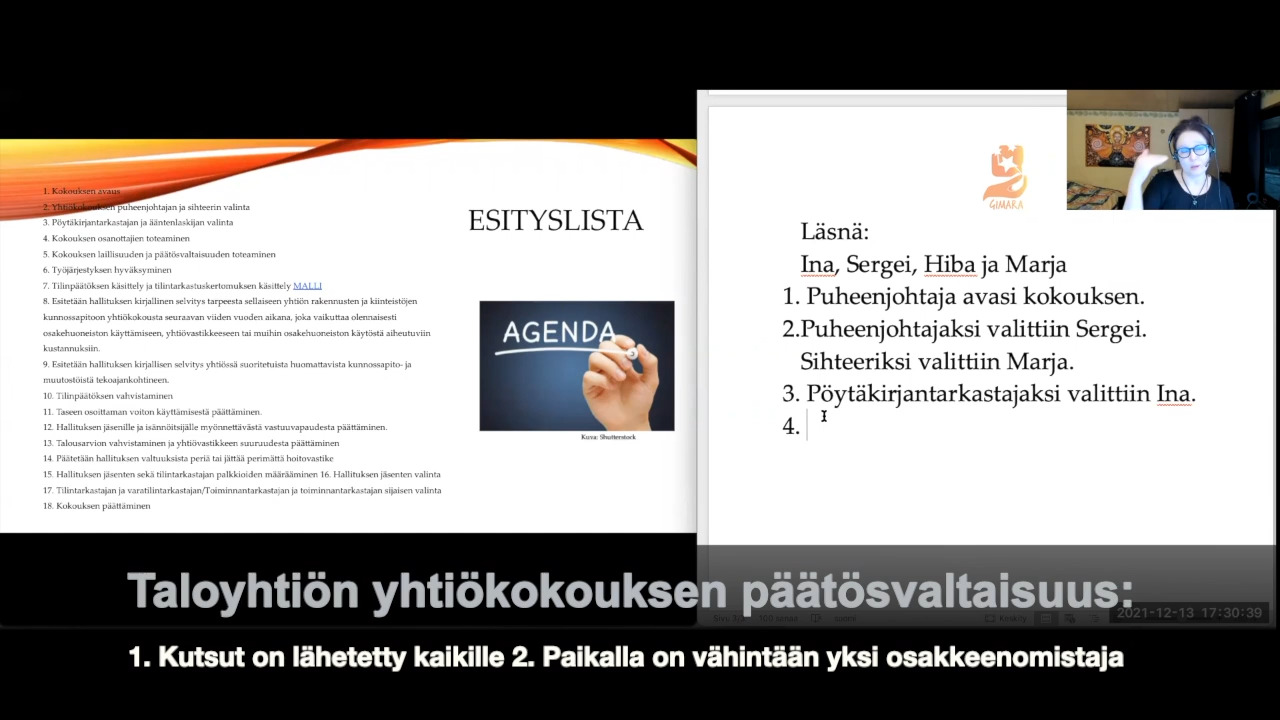 1. Kokouksen avaus
2. Yhtiökokouksen puheenjohtajan ja sihteerin valinta
3. Pöytäkirjantarkastajan ja ääntenlaskijan valinta
4. Kokouksen osanottajien toteaminen
5. Kokouksen laillisuuden ja päätösvaltaisuuden toteaminen
6. Työjärjestyksen hyväksyminen
7. Tilinpäätöksen käsittely ja tilintarkastuskertomuksen käsittely MALLI
8. Esitetään hallituksen kirjallinen selvitys tarpeesta sellaiseen yhtiön rakennusten ja kiinteistöjen
kunnossapitoon yhtiökokousta seuraavan viiden vuoden aikana, joka vaikuttaa olennaisesti
osakehuoneiston käyttämiseen, yhtiövastikkeeseen tai muihin osakehuoneiston käytöstä aiheutuviin
kustannuksiin.
9. Esitetään hallituksen kirjallisen selvitys yhtiössä suoritetuista huomattavista kunnossapito- ja
muutostöistä tekoajankohtineen.
10. Tilinpäätöksen vahvistaminen
11. Taseen osoittaman voiton käyttämisestä päättäminen.
12. Hallituksen jäsenille ja isännöitsijälle myönnettävästä vastuuvapaudesta päättäminen.
13. Talousarvion vahvistaminen ja yhtiövastikkeen suuruudesta päättäminen
14. Päätetään hallituksen valtuuksista periä tai jättää perimättä hoitovastike
15. Hallituksen jäsenten sekä tilintarkastajan palkkioiden määrääminen 16. Hallituksen jäsenten valinta
17. Tilintarkastajan ja varatilintarkastajan/Toiminnantarkastajan ja toiminnantarkastajan sijaisen valinta
18. Kokouksen päättäminen
ESITYSLISTA
AGENDA
Kuva: Shutterstock
GIMARA
Läsnä:
Ina, Sergei, Hiba ja Marja
1. Puheenjohtaja avasi kokouksen.
2.Puheenjohtajaksi valittiin Sergei.
Sihteeriksi valittiin Marja.
3. Pöytäkirjantarkastajaksi valittiin Ina.
4.
Taloyhtiön yhtiökokouksen päätösvaltaisuus:
2021-12-13 17:30:39
1. Kutsut on lähetetty kaikille 2. Paikalla on vähintään yksi osakkeenomistaja